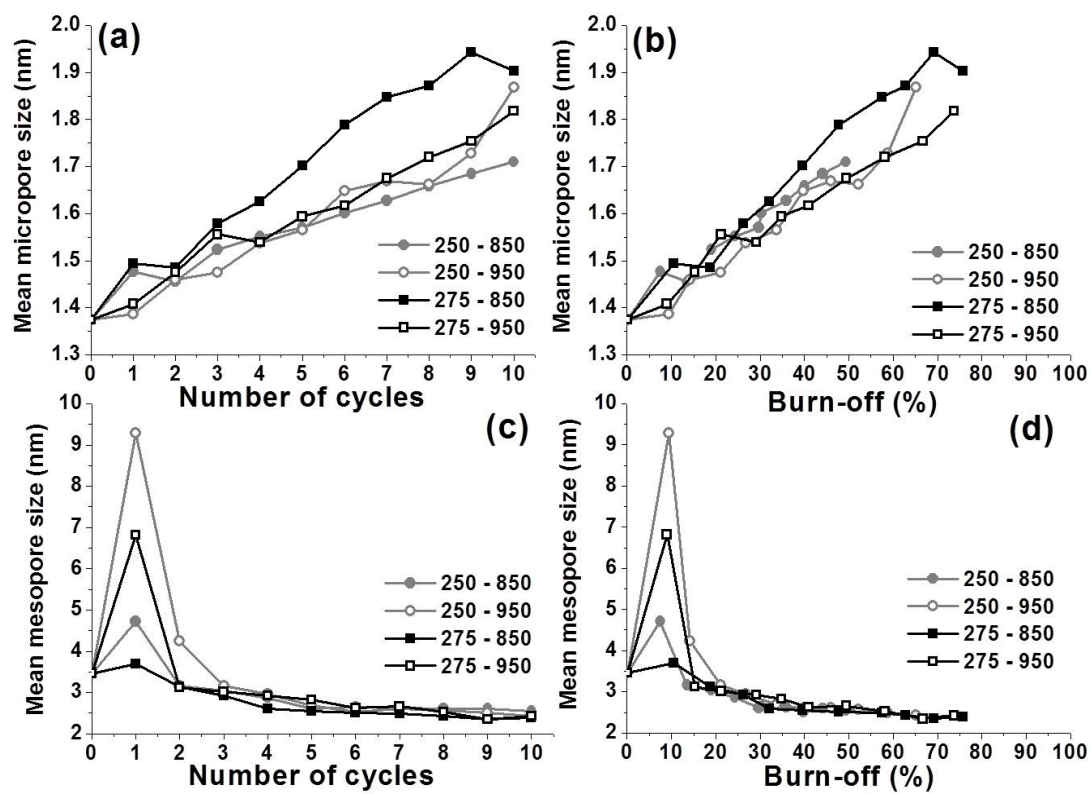 (a)
Mean micropore size (nm)
2.0
1.9
1.8
1.7
1.6
1.5
1.4
1.3
250 - 850
250 - 950
275 - 850
275 - 950
0 1 2 3 4 5 6 7 8 9 10
Number of cycles
(b)
Mean micropore size (nm)
2.0
1.9
1.8
1.7
1.6
1.5
1.4
1.3
250 - 850
250 - 950
275 - 850
275 - 950
0 10 20 30 40 50 60 70 80 90 100
Burn-off (%)
(c)
Mean mesopore size (nm)
10
9
8
7
6
5
4
3
2
250 - 850
250 - 950
275 - 850
275 - 950
0 1 2 3 4 5 6 7 8 9 10
Number of cycles
(d)
Mean mesopore size (nm)
10
9
8
7
6
5
4
3
2
250 - 850
250 - 950
275 - 850
275 - 950
0 10 20 30 40 50 60 70 80 90 100
Burn-off (%)